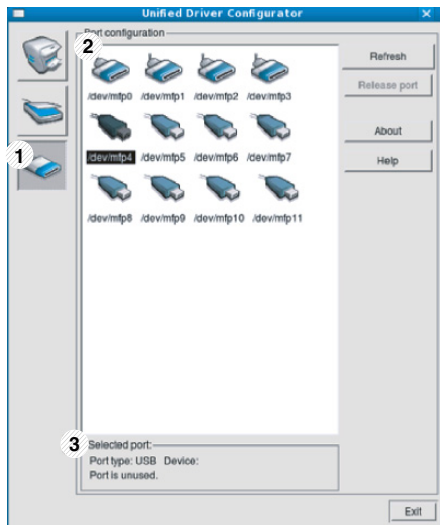 Unified Driver Configurator
Port configuration
2
Refresh
/dev/mfp0 /dev/mfp1 /dev/mfp2 /dev/mfp3
Release port
About
1
/dev/mfp4 /dev/mfp5 /dev/mfp6 /dev/mfp7
Help
/dev/mfp8 /dev/mfp9 /dev/mfp10 /dev/mfp11
3
Selected port:
Port type: USB Device:
Port is unused.
Exit